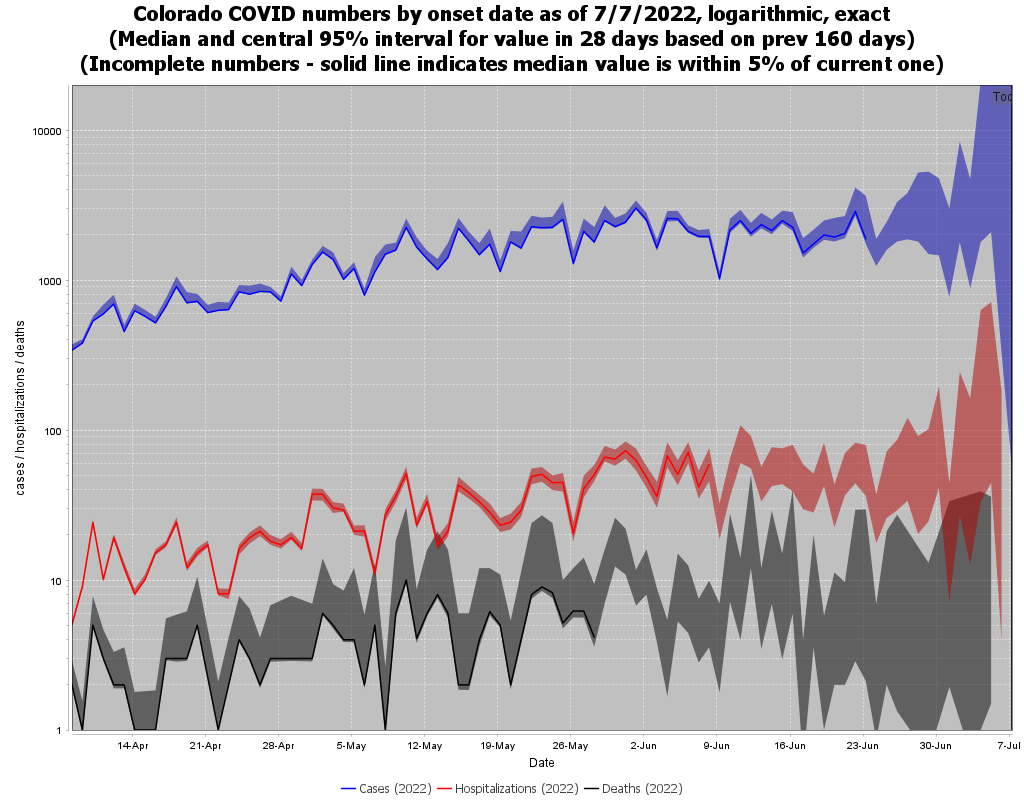 Colorado COVID numbers by onset date as of 7/7/2022, logarithmic, exact
(Median and central 95% interval for value in 28 days based on prev 160 days)
(Incomplete numbers - solid line indicates median value is within 5% of current one)
10000
1000
100
10
1
cases / hospitalizations / deaths
14-Apr
21-Apr
28-Apr
5-May
12-May
19-May
26-May
2-Jun
9-Jun
16-Jun
23-Jun
30-Jun
7-Jul
Date
Cases (2022)
Hospitalizations (2022)
Deaths (2022)